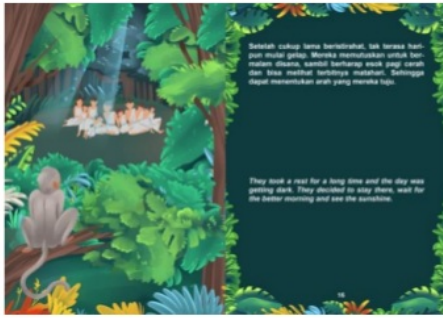 Setelah cukup lama beristirahat, tak terasa hari-
pun mulai gelap. Mereka memutuskan untuk ber-
malam disana, sambil berharap esok pagi cerah
dan bisa melihat terbitnya matahari. Sehingga
dapat menentukan arah yang mereka tuju.
They took a rest for a long time and the day was
getting dark. They decided to stay there, wait for
the better morning and see the sunshine.
16